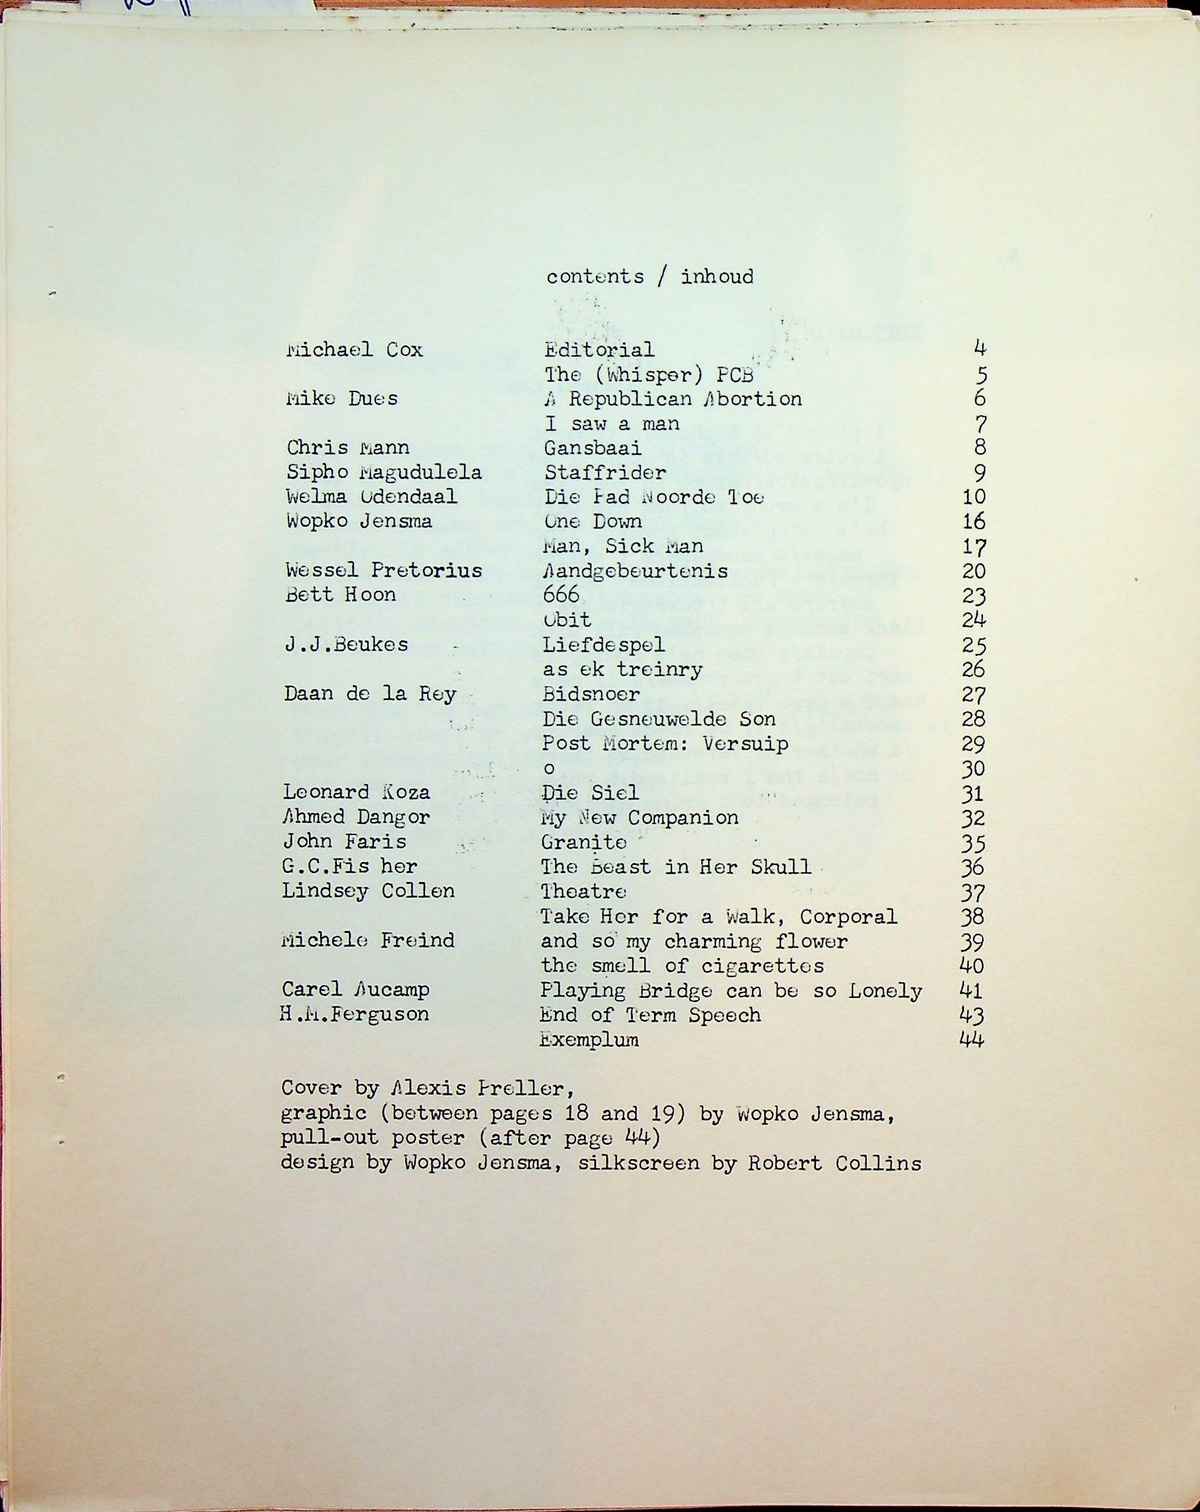 contents / inhoud
Michael Cox Editorial 4
The (Whisper) PCB 5
Mike Dues A Republican Abortion 6
I saw a man 7
Chris Mann Gansbaai 8
Sipho Magudulela Staffrider 9
Welma Odendaal Die Pad Noorde Toe 10
Wopko Jensma One Down 16
Man, Sick Man 17
Wessel Pretorius Aandgebeurtenis 20
Bett Hoon 666 23
Obit 24
J.J.Beukes Liefdespel 25
as ek treinry 26
Daan de la Rey Bidsnoer 27
Die Gesneuwelde Son 28
Post Mortem: Versuip 29
o 30
Leonard Koza Die Siel 31
Ahmed Dangor My New Companion 32
John Faris Granite 35
G.C.Fis her The Beast in Her Skull 36
Lindsey Collen Theatre 37
Take Her for a Walk, Corporal 38
Michele Freind and so my charming flower 39
the smell of cigarettes 40
Carel Aucamp Playing Bridge can be so Lonely 41
H.M.Ferguson End of Term Speech 43
Exemplum 44
Cover by Alexis Preller,
graphic (between pages 18 and 19) by Wopko Jensma,
pull-out poster (after page 44)
design by Wopko Jensma, silkscreen by Robert Collins